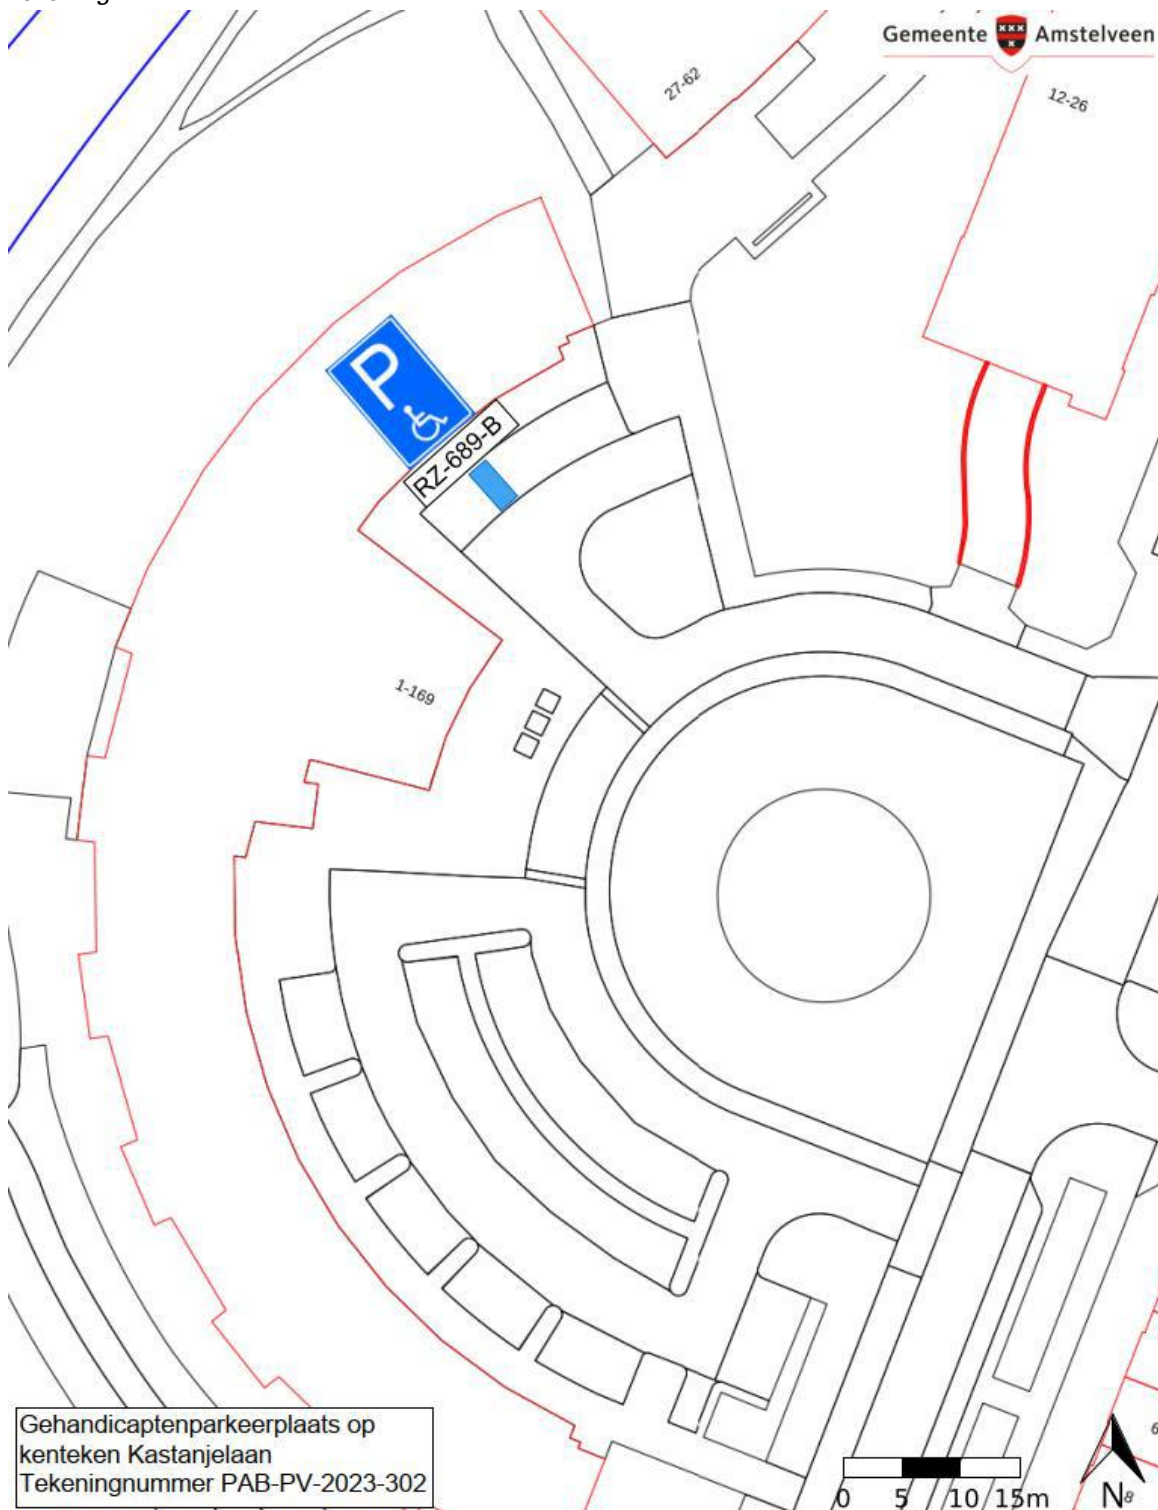 Gemeente Amstelveen
27-62
12-26
P
RZ-689-B
1-169
Gehandicaptenparkeerplaats op
kenteken Kastanjelaan
Tekeningnummer PAB-PV-2023-302
0 5 10 15m
N